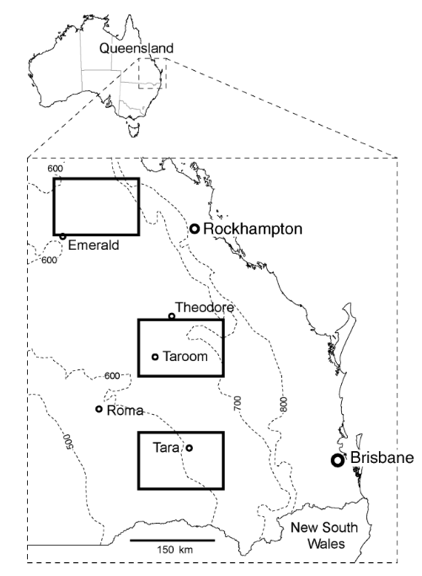 Queensland
600
Rockhampton
Emerald
600
Theodore
Taroom
600
700
800
Roma
500
Tara
Brisbane
New South
Wales
150 km